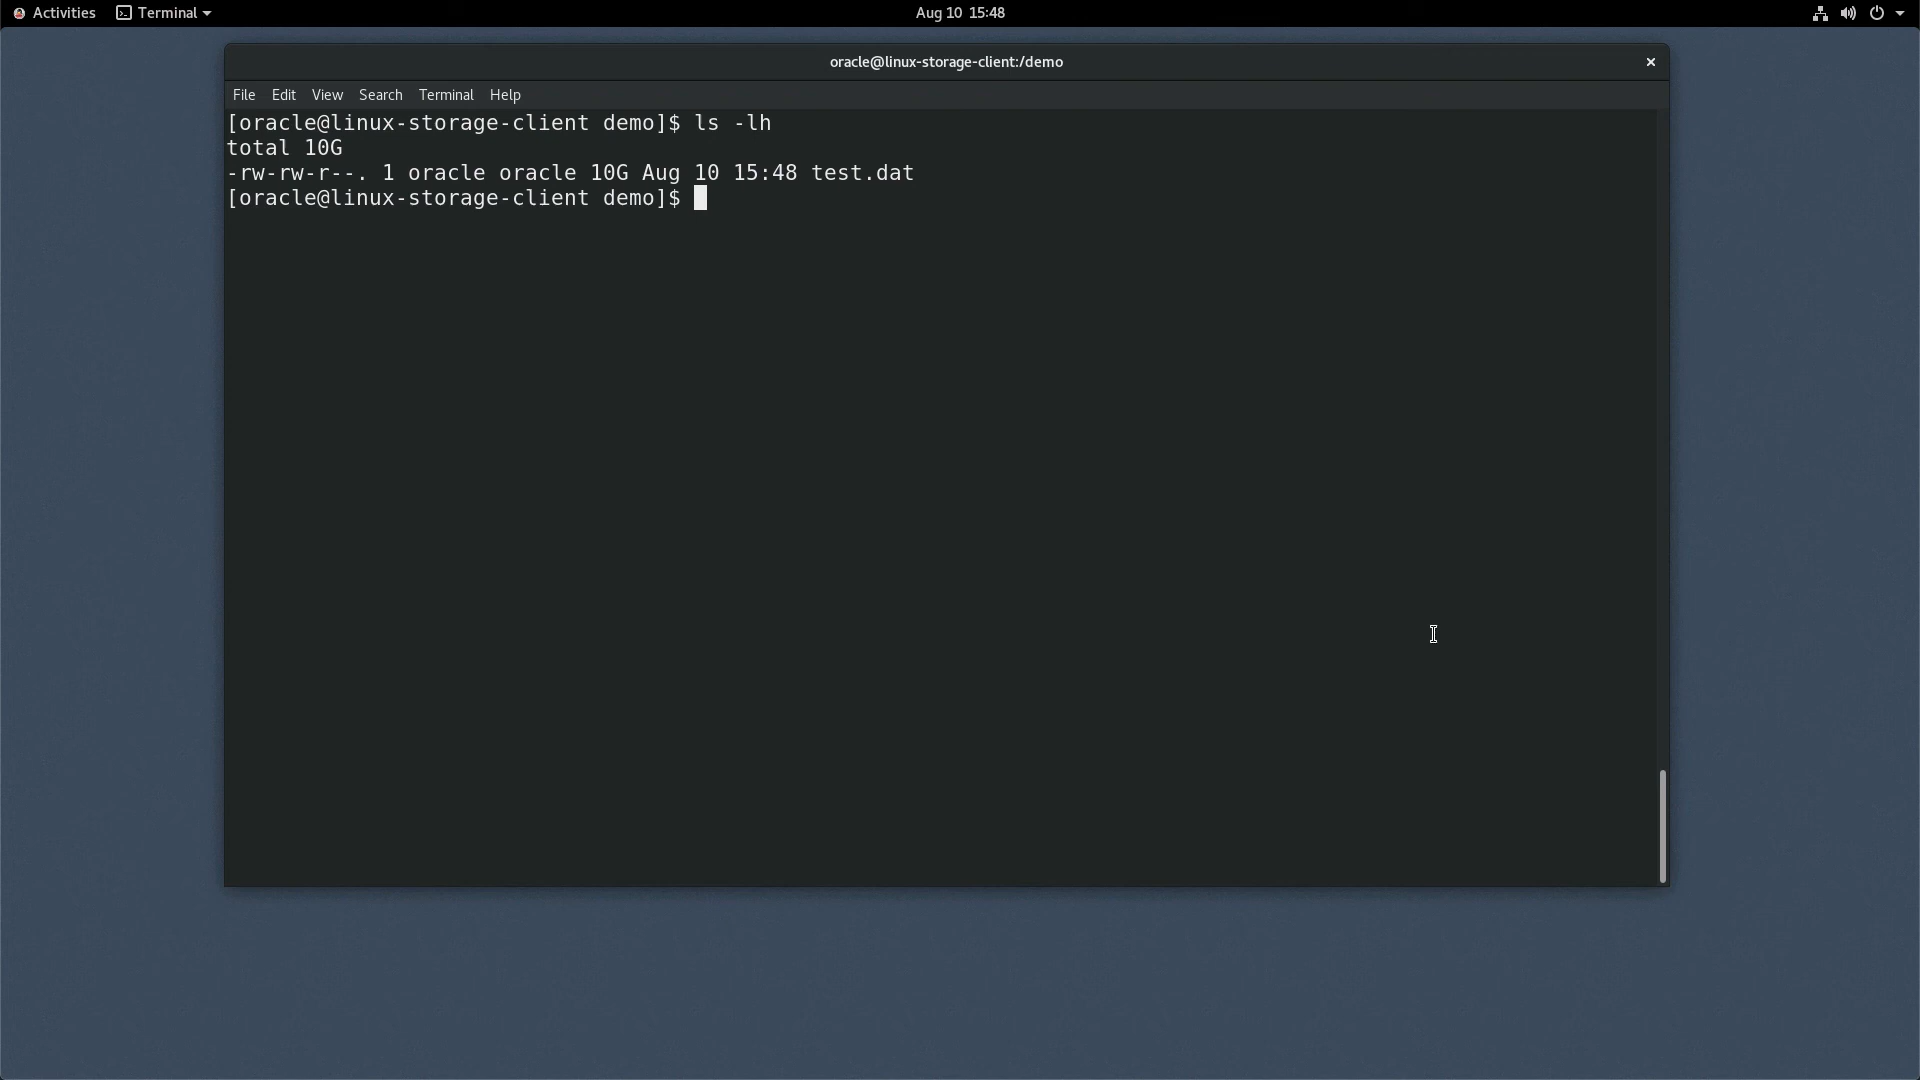 Activities Terminal Aug 10 15:48
oracle@linux-storage-client:/demo ×
File Edit View Search Terminal Help
[oracle@linux-storage-client demo]$ ls -lh
total 10G
-rw-rw-r--. 1 oracle oracle 10G Aug 10 15:48 test.dat
[oracle@linux-storage-client demo]$